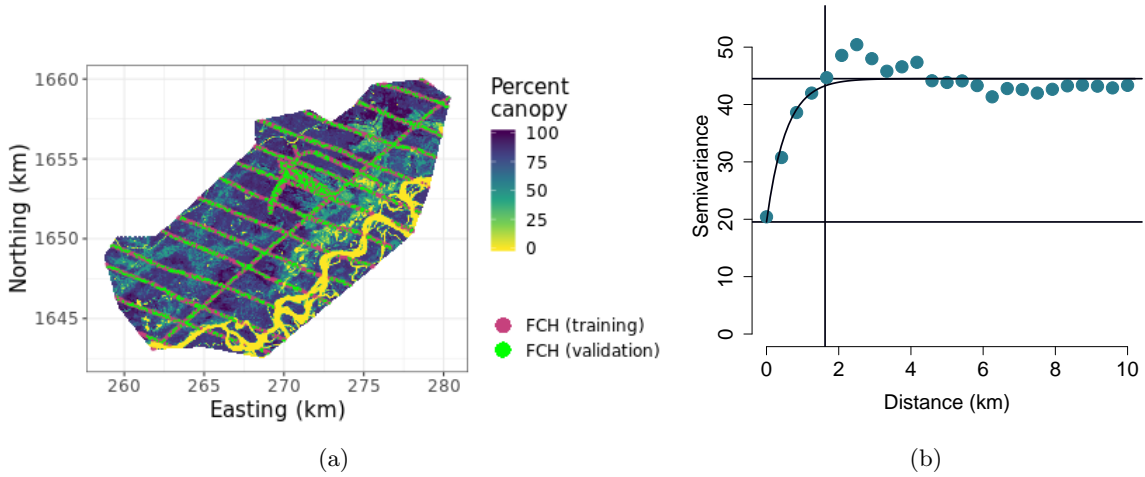 1660
1655
1650
1645
Northing (km)
260 265 270 275 280
Easting (km)
Percent
canopy
100
75
50
25
0
FCH (training)
FCH (validation)
(a)
50
40
30
20
10
0
Semivariance
0 2 4 6 8 10
Distance (km)
(b)